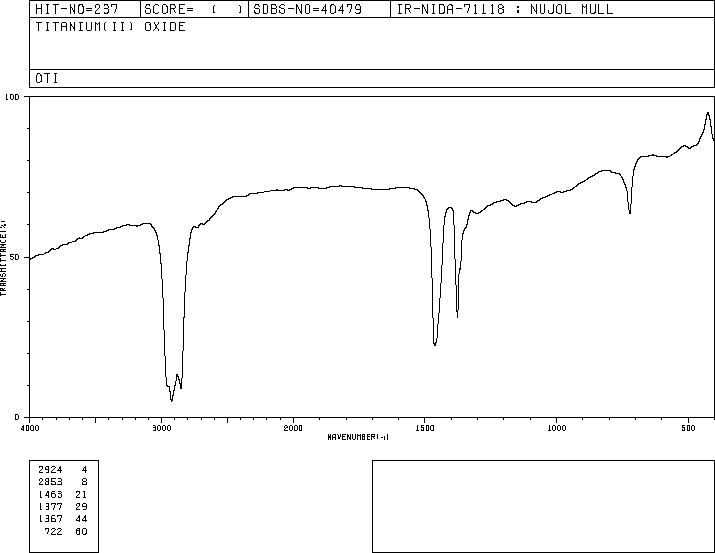 HIT-NO=237 SCORE= ( ) SDBS-NO=40479 IR-NIDA-71118 : NUJOL MULL
TITANIUM(II) OXIDE
OTI
100
50
0
TRANSMITTANCE(%)
4000 3000 2000 1500 1000 500
WAVENUMBER(-1)
2924 4
2853 8
1463 21
1377 29
1367 44
722 60